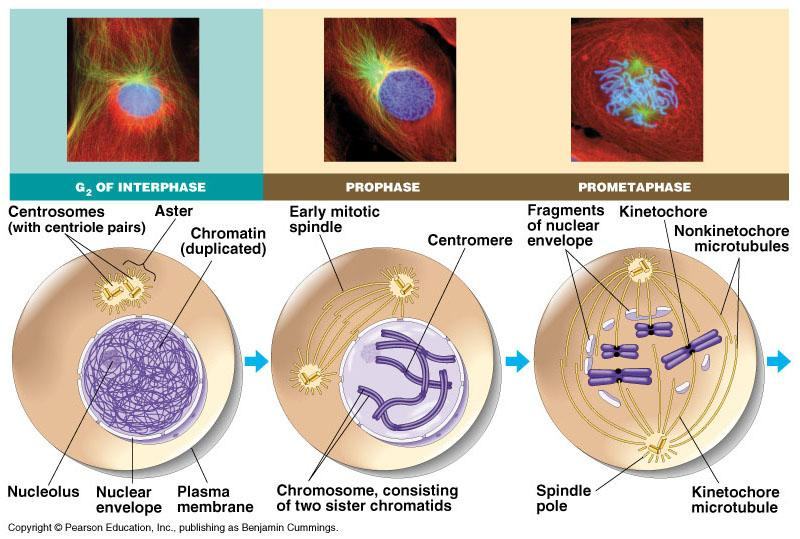 G₂ OF INTERPHASE
PROPHASE
PROMETAPHASE
Centrosomes
(with centriole pairs)
Aster
Chromatin
(duplicated)
Early mitotic
spindle
Centromere
Fragments
of nuclear
envelope
Kinetochore
Nonkinetochore
microtubules
Nucleolus
Nuclear
envelope
Plasma
membrane
Chromosome, consisting
of two sister chromatids
Spindle
pole
Kinetochore
microtubule
Copyright © Pearson Education, Inc., publishing as Benjamin Cummings.